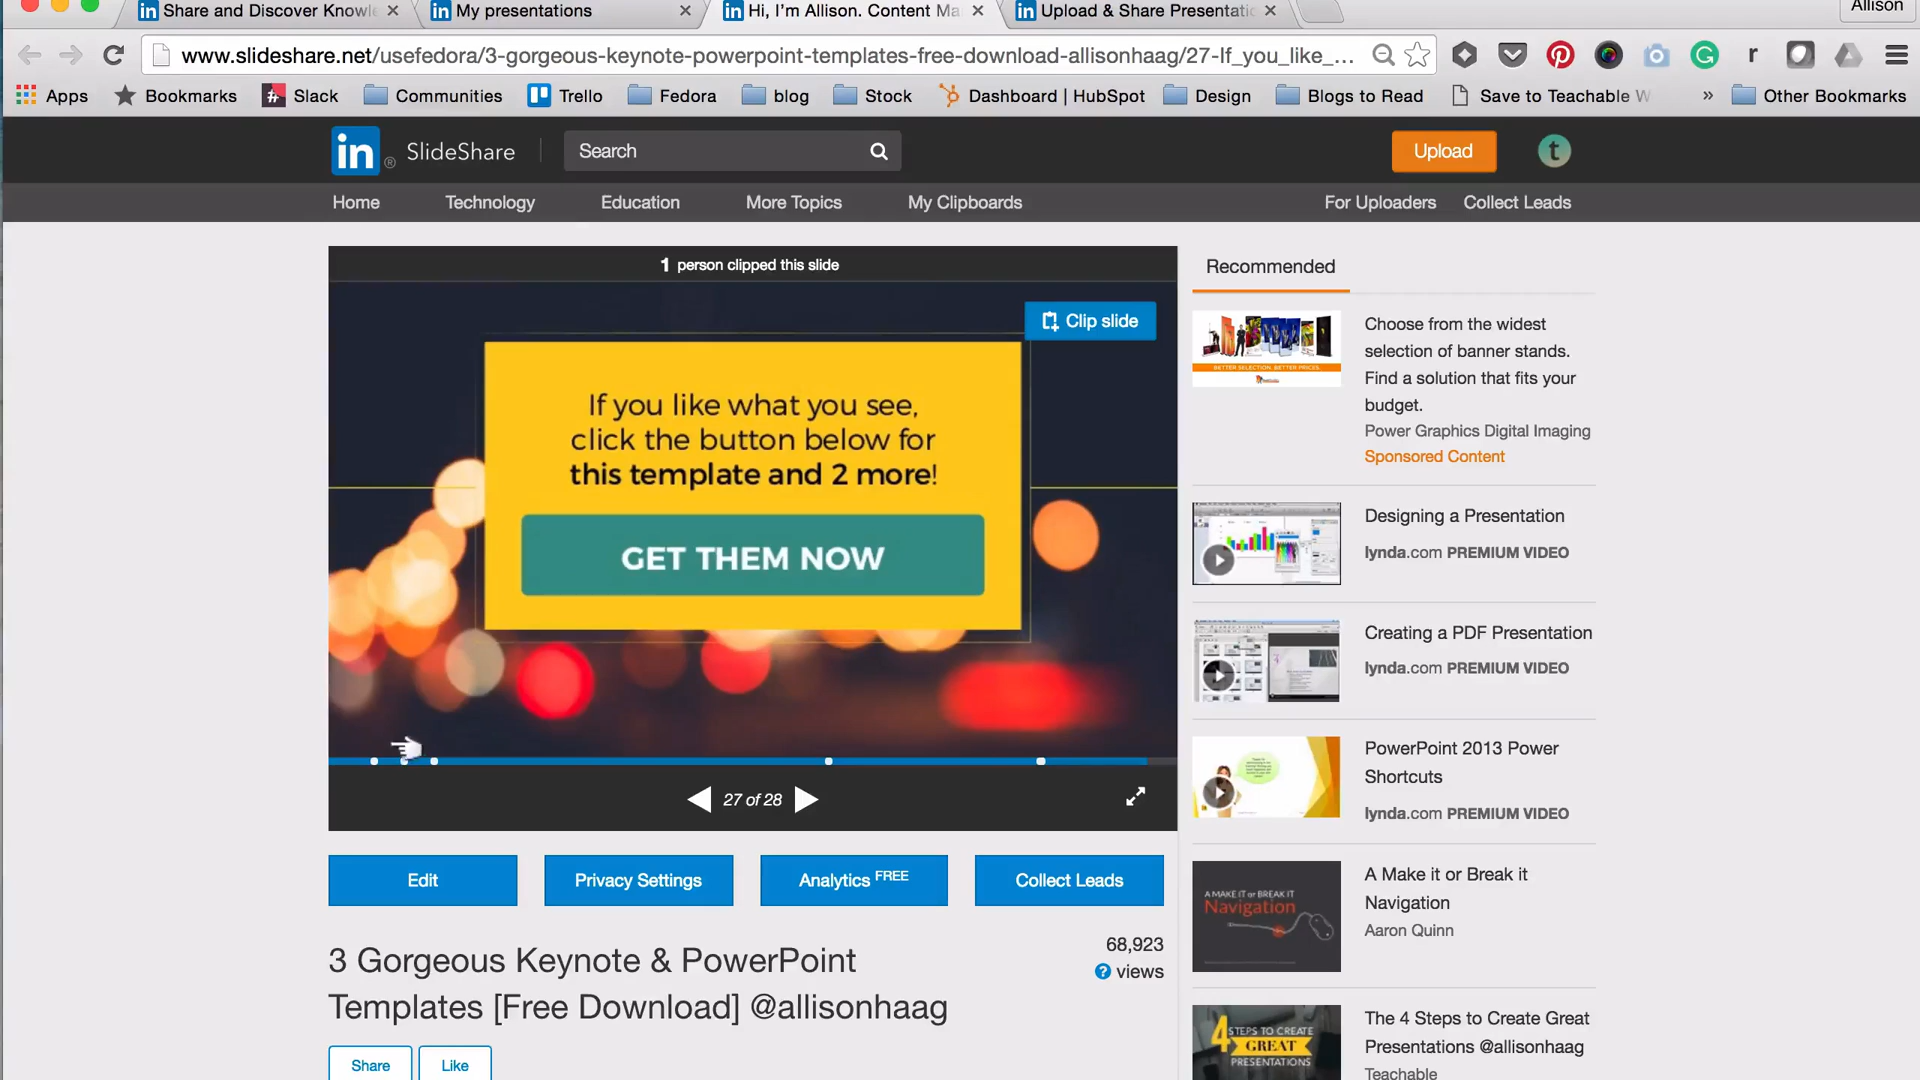 Share and Discover Knowle
My presentations
Hi, I'm Allison. Content Ma
Upload & Share Presentatio
Allison
www.slideshare.net/usefedora/3-gorgeous-keynote-powerpoint-templates-free-download-allisonhaag/27-If_you_like_...
Apps
Bookmarks
Slack
Communities
Trello
Fedora
blog
Stock
Dashboard | HubSpot
Design
Blogs to Read
Save to Teachable W
»
Other Bookmarks
in® SlideShare
Search
Upload
t
Home
Technology
Education
More Topics
My Clipboards
For Uploaders
Collect Leads
1 person clipped this slide
Clip slide
If you like what you see,
click the button below for
this template and 2 more!
GET THEM NOW
27 of 28
Edit
Privacy Settings
Analytics FREE
Collect Leads
3 Gorgeous Keynote & PowerPoint
Templates [Free Download] @allisonhaag
68,923
? views
Share
Like
Recommended
BETTER SELECTION, BETTER PRICES.
Choose from the widest
selection of banner stands.
Find a solution that fits your
budget.
Power Graphics Digital Imaging
Sponsored Content
Designing a Presentation
lynda.com PREMIUM VIDEO
Creating a PDF Presentation
lynda.com PREMIUM VIDEO
PowerPoint 2013 Power
Shortcuts
lynda.com PREMIUM VIDEO
A MAKE IT or BREAK IT
Navigation
A Make it or Break it
Navigation
Aaron Quinn
4 STEPS TO CREATE
GREAT
PRESENTATIONS
The 4 Steps to Create Great
Presentations @allisonhaag
Teachable